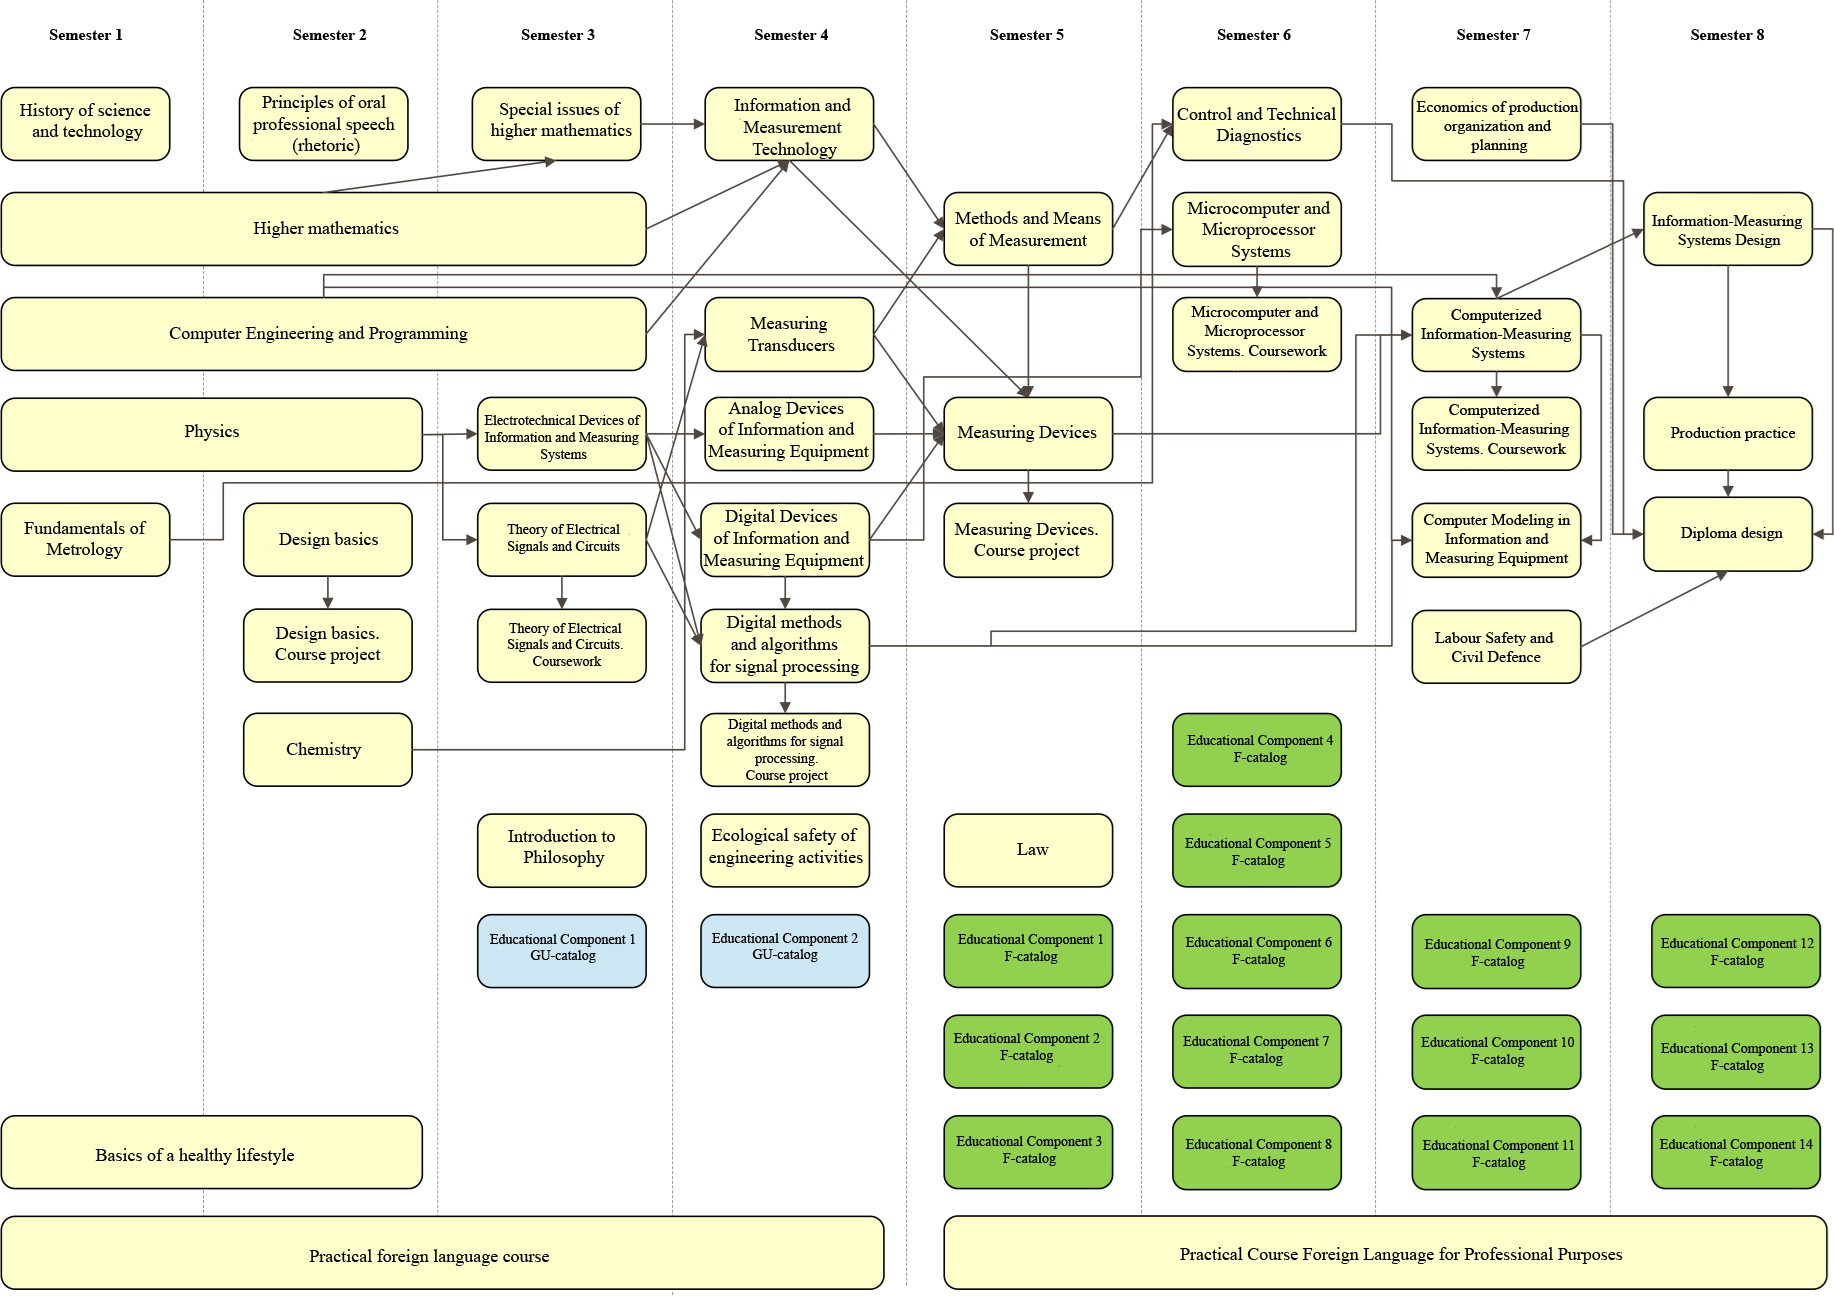 Semester 1
Semester 2
Semester 3
Semester 4
Semester 5
Semester 6
Semester 7
Semester 8
History of science
and technology
Principles of oral
professional speech
(rhetoric)
Special issues of
higher mathematics
Information and
Measurement
Technology
Control and Technical
Diagnostics
Economics of production
organization and
planning
Higher mathematics
Methods and Means
of Measurement
Microcomputer and
Microprocessor
Systems
Information-Measuring
Systems Design
Computer Engineering and Programming
Measuring
Transducers
Microcomputer and
Microprocessor
Systems. Coursework
Computerized
Information-Measuring
Systems
Physics
Electrotechnical Devices of
Information and Measuring
Systems
Analog Devices
of Information and
Measuring Equipment
Measuring Devices
Computerized
Information-Measuring
Systems. Coursework
Production practice
Fundamentals of
Metrology
Design basics
Theory of Electrical
Signals and Circuits
Digital Devices
of Information and
Measuring Equipment
Measuring Devices.
Course project
Computer Modeling in
Information and
Measuring Equipment
Diploma design
Design basics.
Course project
Theory of Electrical
Signals and Circuits.
Coursework
Digital methods
and algorithms
for signal processing
Labour Safety and
Civil Defence
Chemistry
Digital methods and
algorithms for signal
processing.
Course project
Educational Component 4
F-catalog
Introduction to
Philosophy
Ecological safety of
engineering activities
Law
Educational Component 5
F-catalog
Educational Component 1
GU-catalog
Educational Component 2
GU-catalog
Educational Component 1
F-catalog
Educational Component 6
F-catalog
Educational Component 9
F-catalog
Educational Component 12
F-catalog
Educational Component 2
F-catalog
Educational Component 7
F-catalog
Educational Component 10
F-catalog
Educational Component 13
F-catalog
Basics of a healthy lifestyle
Educational Component 3
F-catalog
Educational Component 8
F-catalog
Educational Component 11
F-catalog
Educational Component 14
F-catalog
Practical foreign language course
Practical Course Foreign Language for Professional Purposes